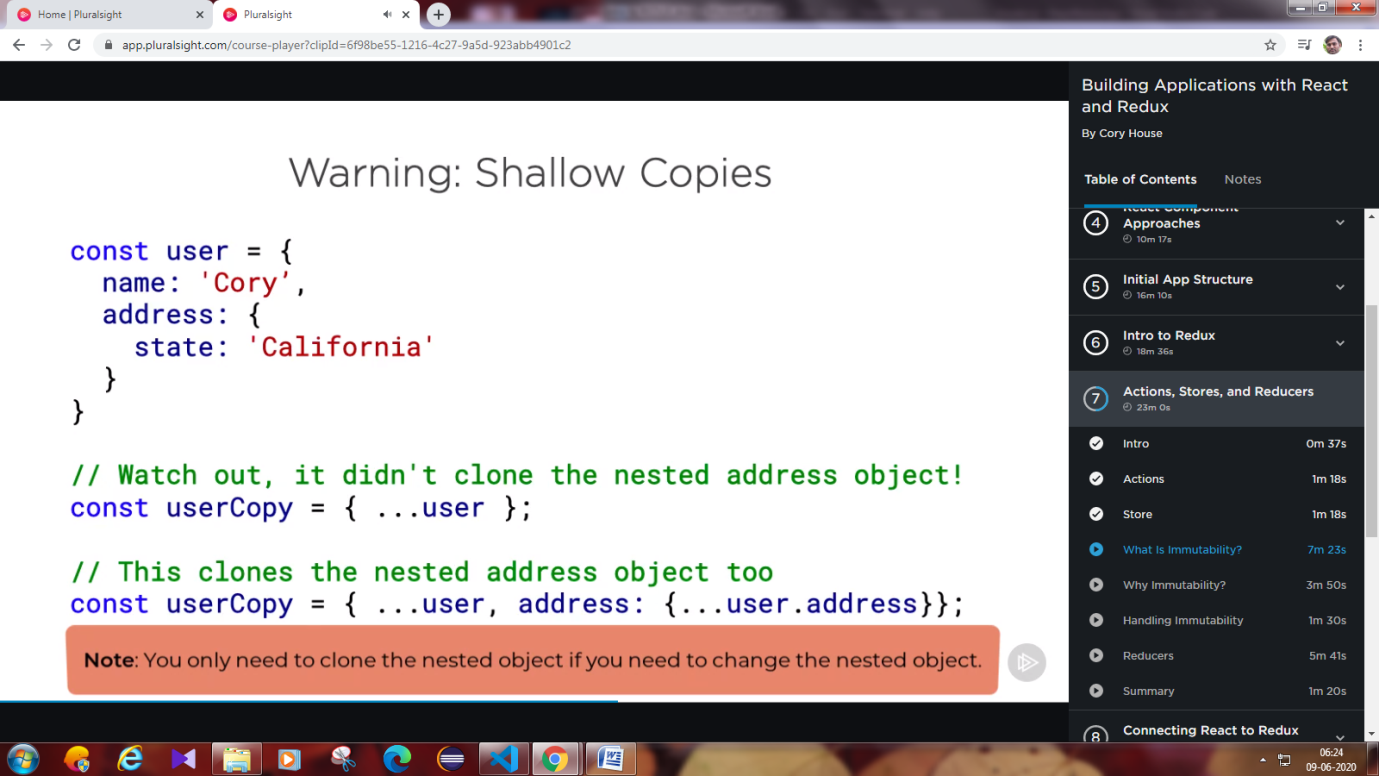 Home | Pluralsight
Pluralsight
app.pluralsight.com/course-player?clipId=6f98be55-1216-4c27-9a5d-923abb4901c2
Warning: Shallow Copies
const user = {
name: 'Cory',
address: {
state: 'California'
}
}
// Watch out, it didn't clone the nested address object!
const userCopy = { ...user };
// This clones the nested address object too
const userCopy = { ...user, address: {...user.address}};
Note: You only need to clone the nested object if you need to change the nested object.
Building Applications with React
and Redux
By Cory House
Table of Contents
Notes
4
React Component
Approaches
10m 17s
5
Initial App Structure
16m 10s
6
Intro to Redux
18m 36s
7
Actions, Stores, and Reducers
23m 0s
Intro 0m 37s
Actions 1m 18s
Store 1m 18s
What Is Immutability? 7m 23s
Why Immutability? 3m 50s
Handling Immutability 1m 30s
Reducers 5m 41s
Summary 1m 20s
8
Connecting React to Redux
06:24
09-06-2020